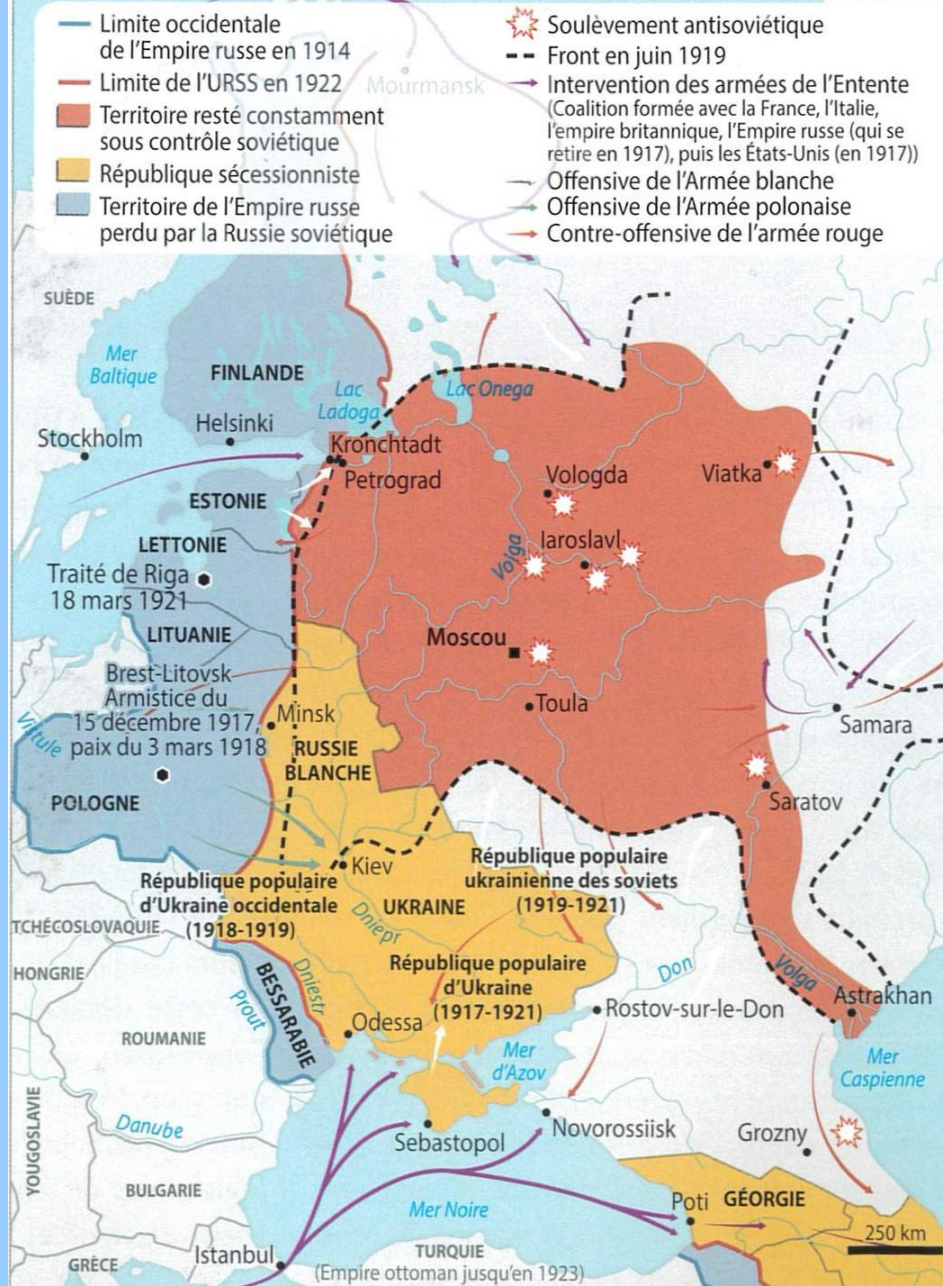 Limite occidentale
de l'Empire russe en 1914
Limite de l'URSS en 1922
Territoire resté constamment
sous contrôle soviétique
République sécessionniste
Territoire de l'Empire russe
perdu par la Russie soviétique
Soulèvement antisoviétique
Front en juin 1919
Intervention des armées de l'Entente
(Coalition formée avec la France, l'Italie,
l'empire britannique, l'Empire russe (qui se
retire en 1917), puis les États-Unis (en 1917))
Offensive de l'Armée blanche
Offensive de l'Armée polonaise
Contre-offensive de l'armée rouge
Mourmansk
SUÈDE
Mer
Baltique
FINLANDE
Lac
Ladoga
Lac Onega
Stockholm
Helsinki
Kronchtadt
Petrograd
Vologda
Viatka
ESTONIE
LETTONIE
Iaroslavl
Volga
Traité de Riga
18 mars 1921
LITUANIE
Moscou
Brest-Litovsk
Armistice du
15 décembre 1917,
paix du 3 mars 1918
Toula
Vistule
Minsk
Samara
RUSSIE
BLANCHE
POLOGNE
Saratov
Kiev
République populaire
d'Ukraine occidentale
(1918-1919)
République populaire
ukrainienne des soviets
(1919-1921)
UKRAINE
Dniepr
TCHÉCOSLOVAQUIE
HONGRIE
République populaire
d'Ukraine
(1917-1921)
Don
Volga
BESSARABIE
Dniestr
Prout
Astrakhan
Rostov-sur-le-Don
Odessa
ROUMANIE
Mer
d'Azov
Mer
Caspienne
Danube
YOUGOSLAVIE
Sebastopol
Novorossiisk
Grozny
BULGARIE
Mer Noire
Poti
GÉORGIE
250 km
Istanbul
GRÈCE
TURQUIE
(Empire ottoman jusqu'en 1923)